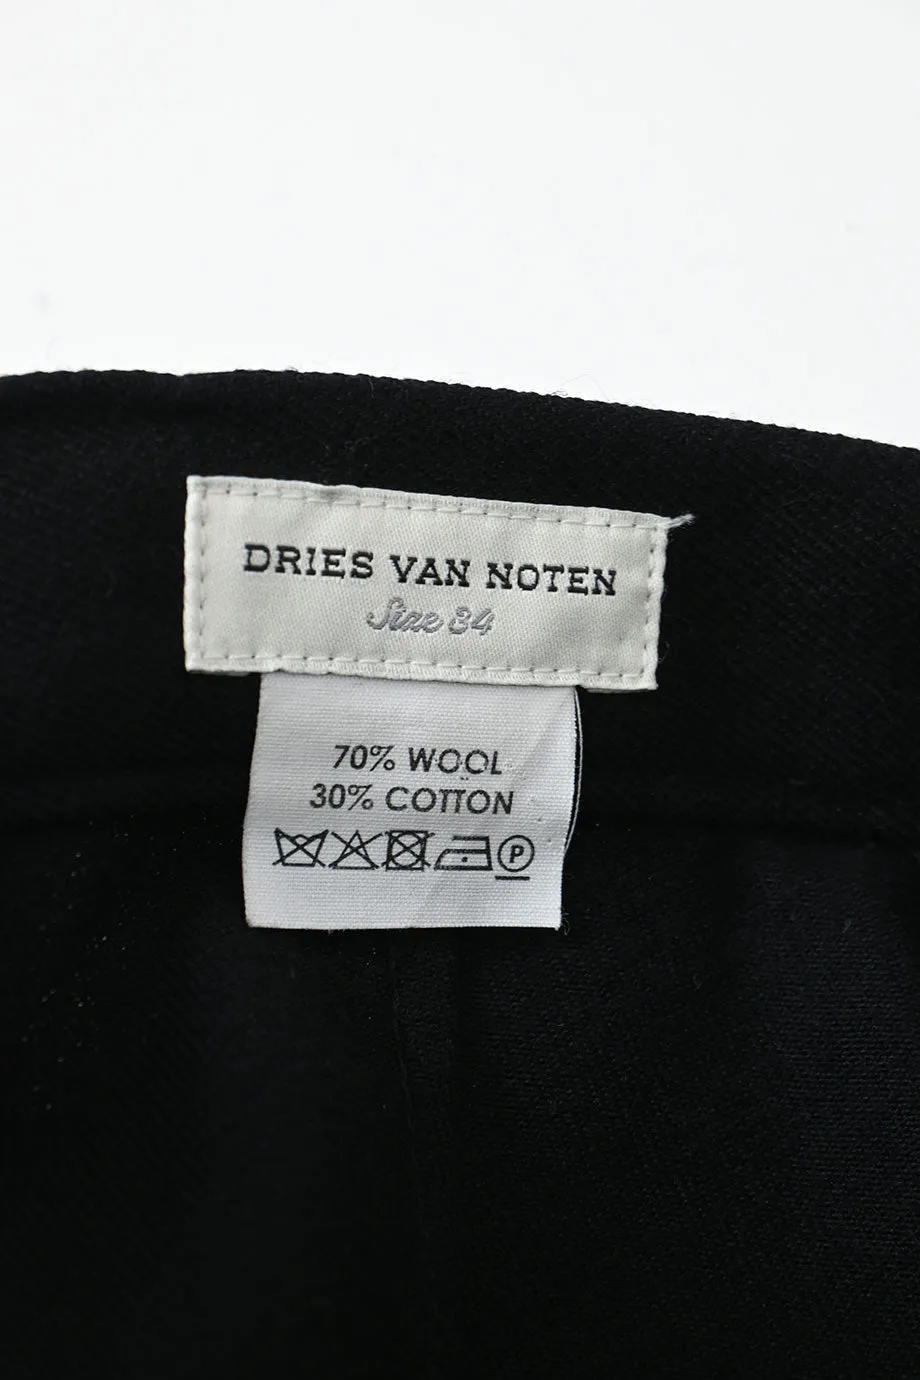 DRIES VAN NOTEN
Size 34
70% WOOL
30% COTTON
P